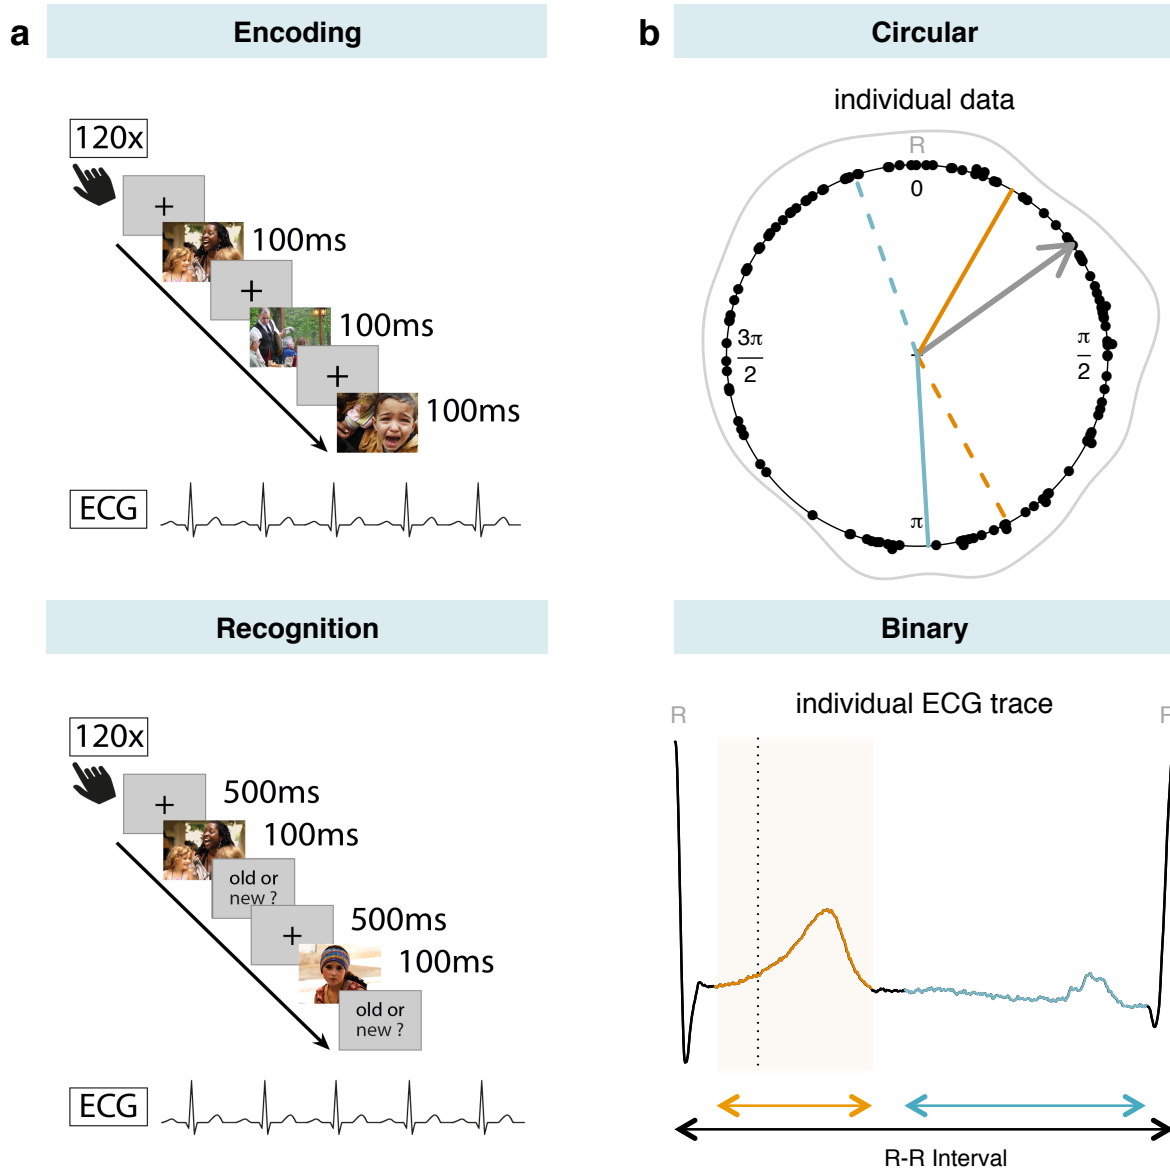 a
Encoding
120x
100ms
100ms
100ms
ECG
Recognition
120x
500ms
100ms
old or
new ?
500ms
100ms
old or
new ?
ECG
b
Circular
individual data
R
0
3π
2
π
2
π
Binary
individual ECG trace
R
R-R Interval